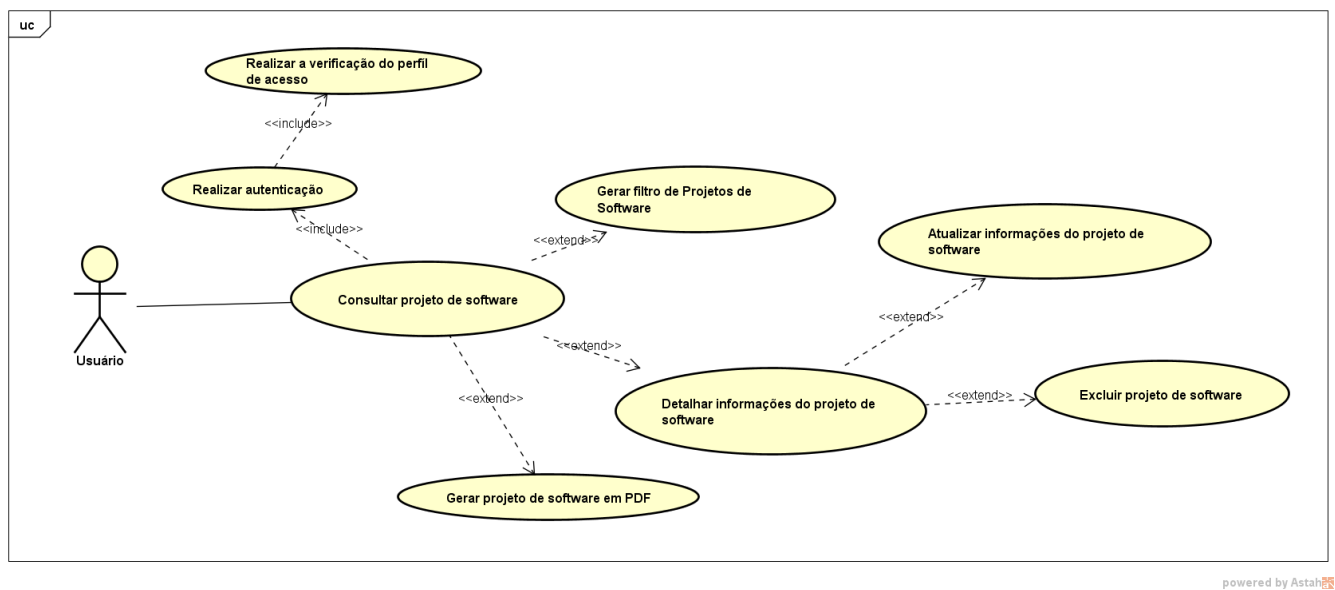 uc
Realizar a verificação do perfil
de acesso
<<include>>
Realizar autenticação
<<include>>
Gerar filtro de Projetos de
Software
<<extend>>
Atualizar informações do projeto de
software
Consultar projeto de software
<<extend>>
<<extend>>
Usuário
Detalhar informações do projeto de
software
<<extend>>
Excluir projeto de software
<<extend>>
Gerar projeto de software em PDF
powered by Astah